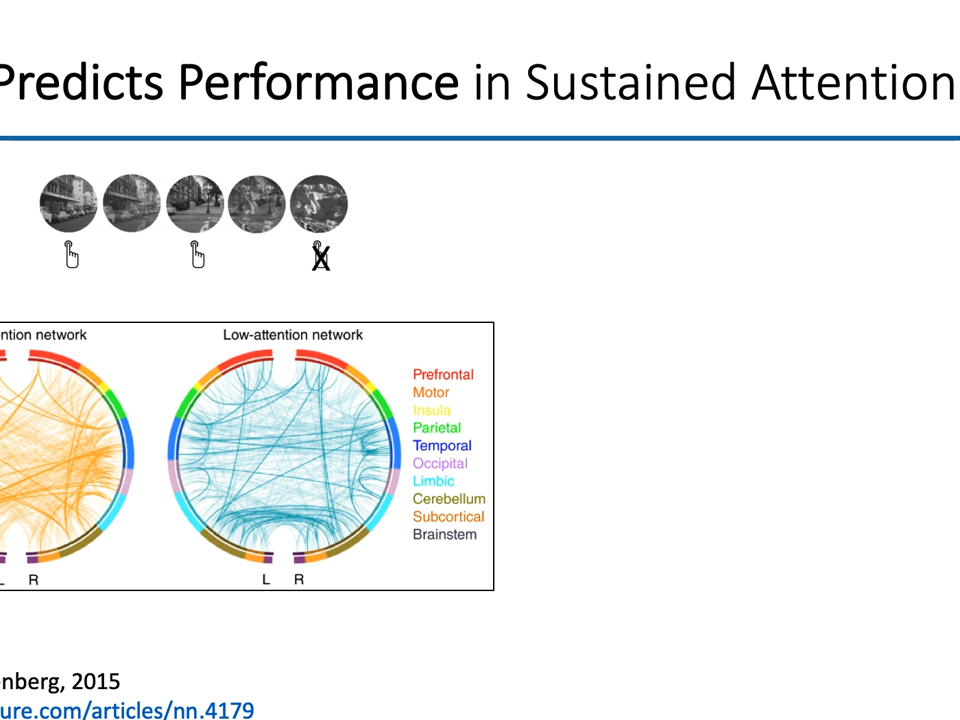 Predicts Performance in Sustained Attention
X
ntion network
Low-attention network
Prefrontal
Motor
Insula
Parietal
Temporal
Occipital
Limbic
Cerebellum
Subcortical
Brainstem
L R
L R
nberg, 2015
ure.com/articles/nn.4179